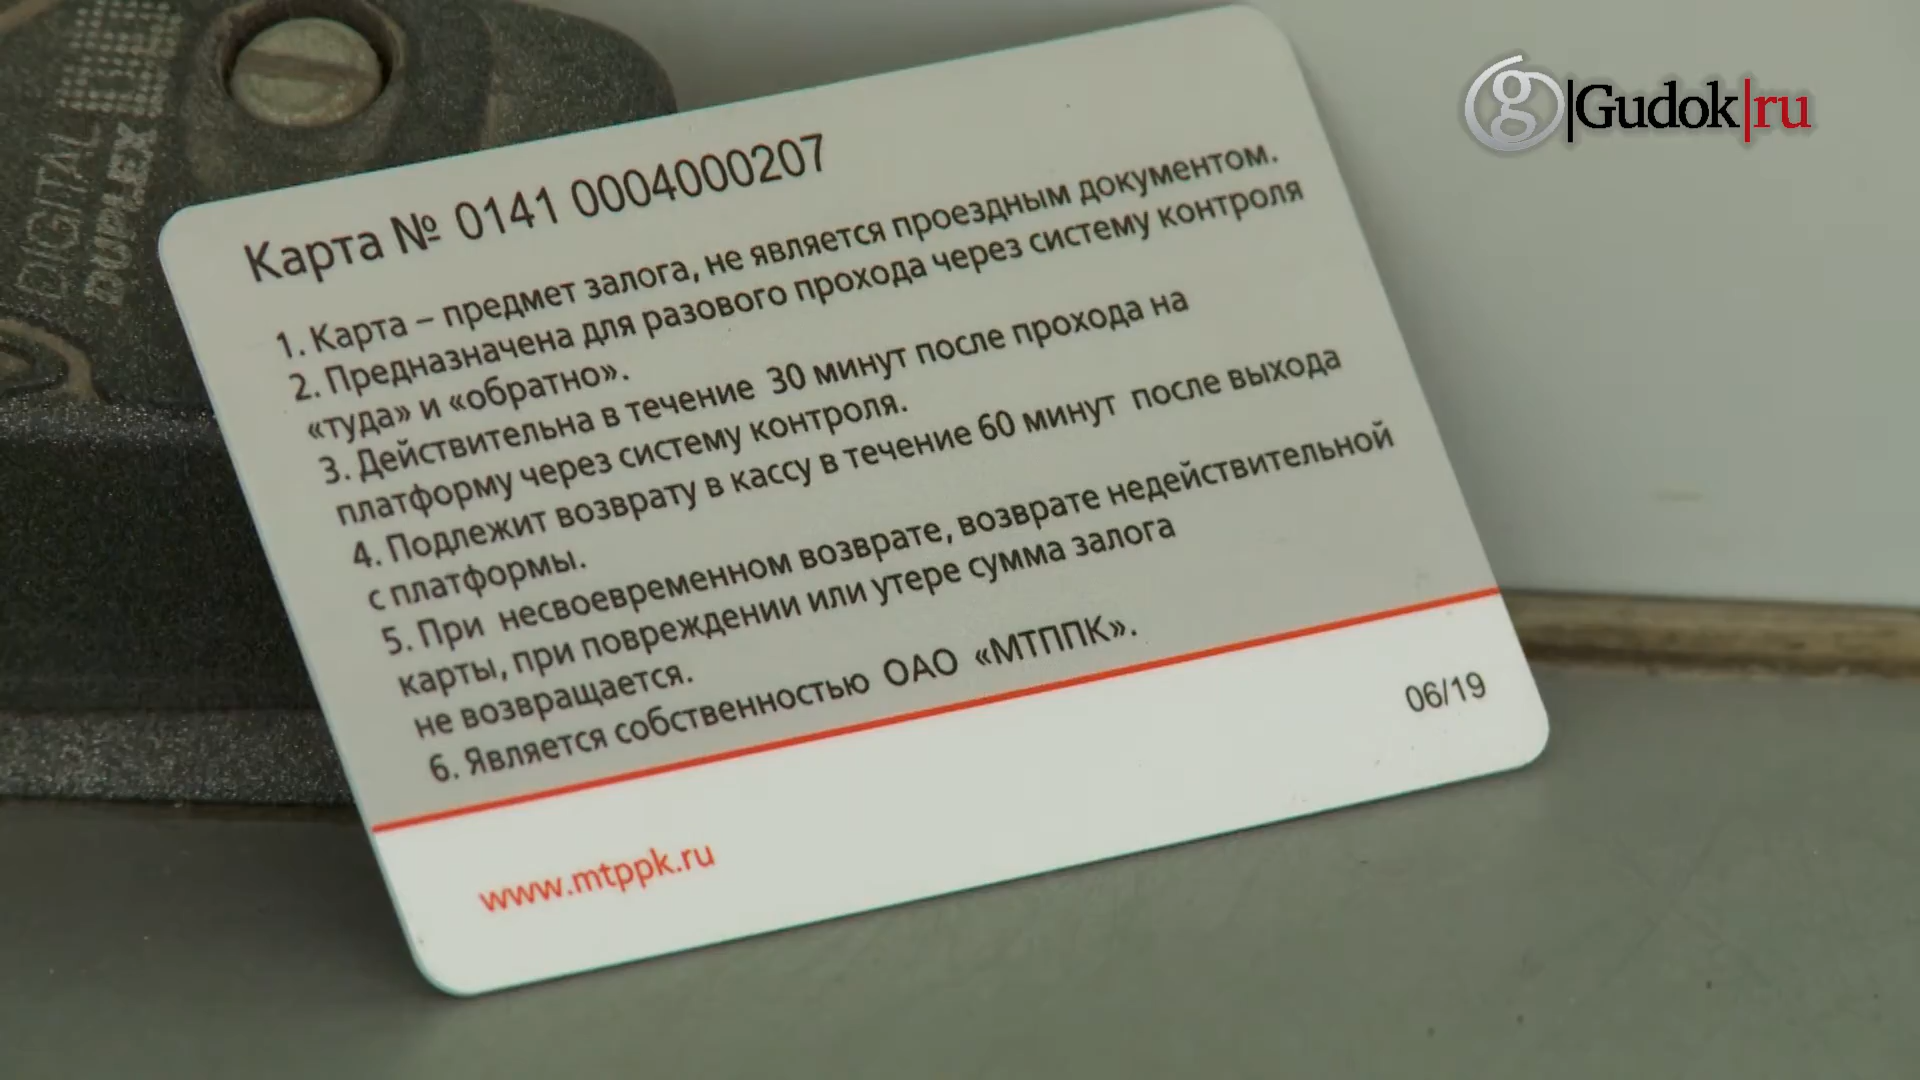 DIGITAL
DUPLEX
Gudok|ru
Карта № 0141 0004000207
1. Карта – предмет залога, не является проездным документом.
2. Предназначена для разового прохода через систему контроля
«туда» и «обратно».
3. Действительна в течение 30 минут после прохода на
платформу через систему контроля.
4. Подлежит возврату в кассу в течение 60 минут после выхода
с платформы.
5. При несвоевременном возврате, возврате недействительной
карты, при повреждении или утере сумма залога
не возвращается.
6. Является собственностью ОАО «МТППК».
06/19
www.mtppk.ru